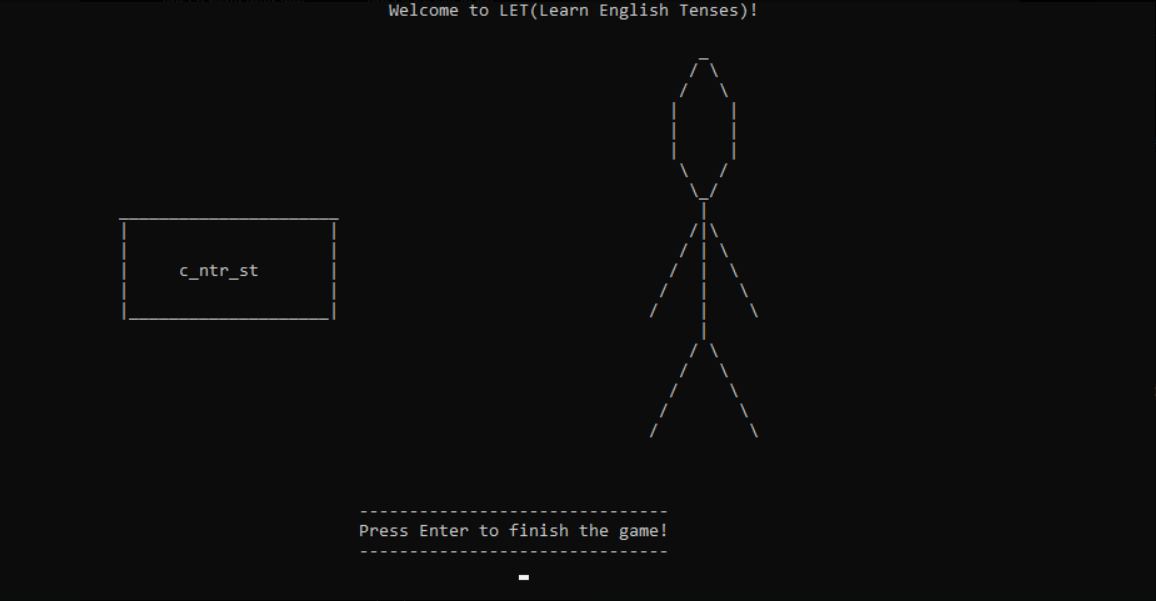 Welcome to LET(Learn English Tenses)!
c_ntr_st
Press Enter to finish the game!